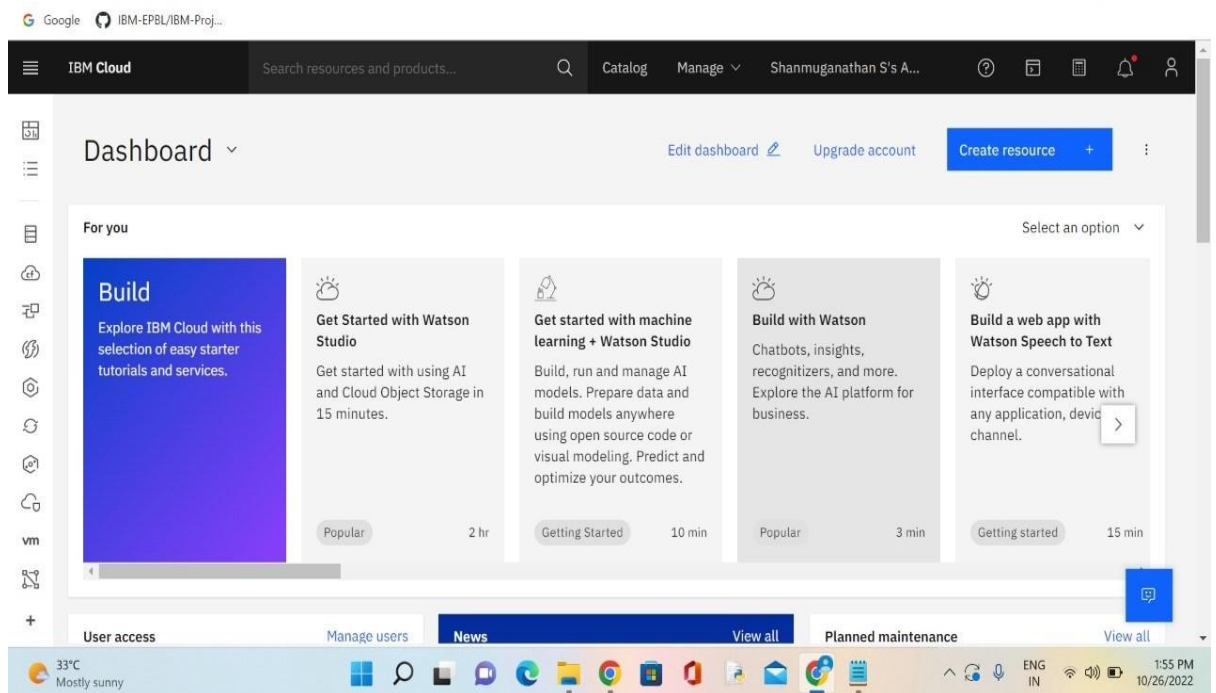 Google IBM-EPBL/IBM-Proj...
IBM Cloud Search resources and products... Catalog Manage Shanmuganathan S's A...
Dashboard Edit dashboard Upgrade account Create resource +
For you Select an option
Build
Explore IBM Cloud with this
selection of easy starter
tutorials and services.
Get Started with Watson
Studio
Get started with using AI
and Cloud Object Storage in
15 minutes.
Popular 2 hr
Get started with machine
learning + Watson Studio
Build, run and manage AI
models. Prepare data and
build models anywhere
using open source code or
visual modeling. Predict and
optimize your outcomes.
Getting Started 10 min
Build with Watson
Chatbots, insights,
recognitizers, and more.
Explore the AI platform for
business.
Popular 3 min
Build a web app with
Watson Speech to Text
Deploy a conversational
interface compatible with
any application, devic
channel.
Getting started 15 min
vm
User access Manage users
News View all
Planned maintenance View all
33°C
Mostly sunny
ENG
IN
1:55 PM
10/26/2022